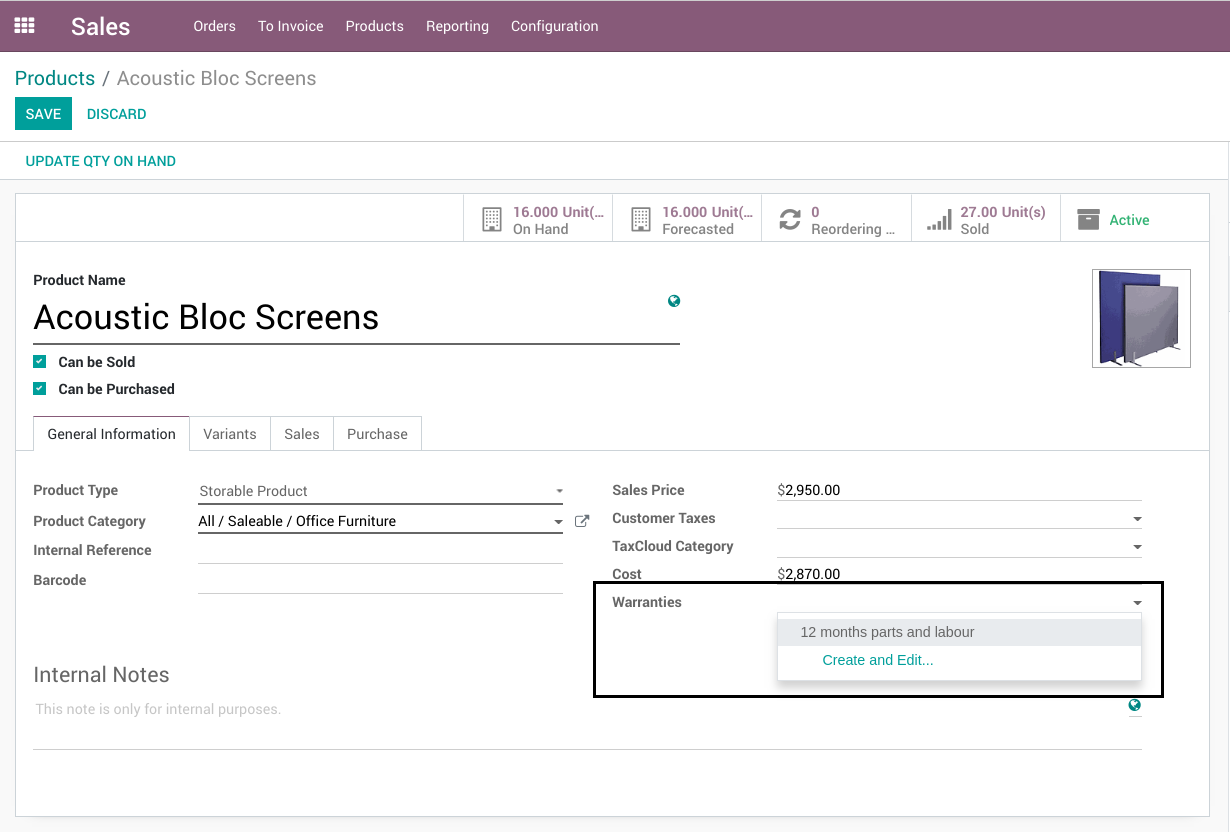 Sales Orders To Invoice Products Reporting Configuration
Products / Acoustic Bloc Screens
SAVE DISCARD
UPDATE QTY ON HAND
16.000 Unit(...
On Hand
16.000 Unit(...
Forecasted
0
Reordering ...
27.00 Unit(s)
Sold
Active
Product Name
Acoustic Bloc Screens
Can be Sold
Can be Purchased
General Information Variants Sales Purchase
Product Type Storable Product
Product Category All / Saleable / Office Furniture
Internal Reference
Barcode
Sales Price $2,950.00
Customer Taxes
TaxCloud Category
Cost $2,870.00
Warranties
12 months parts and labour
Create and Edit...
Internal Notes
This note is only for internal purposes.